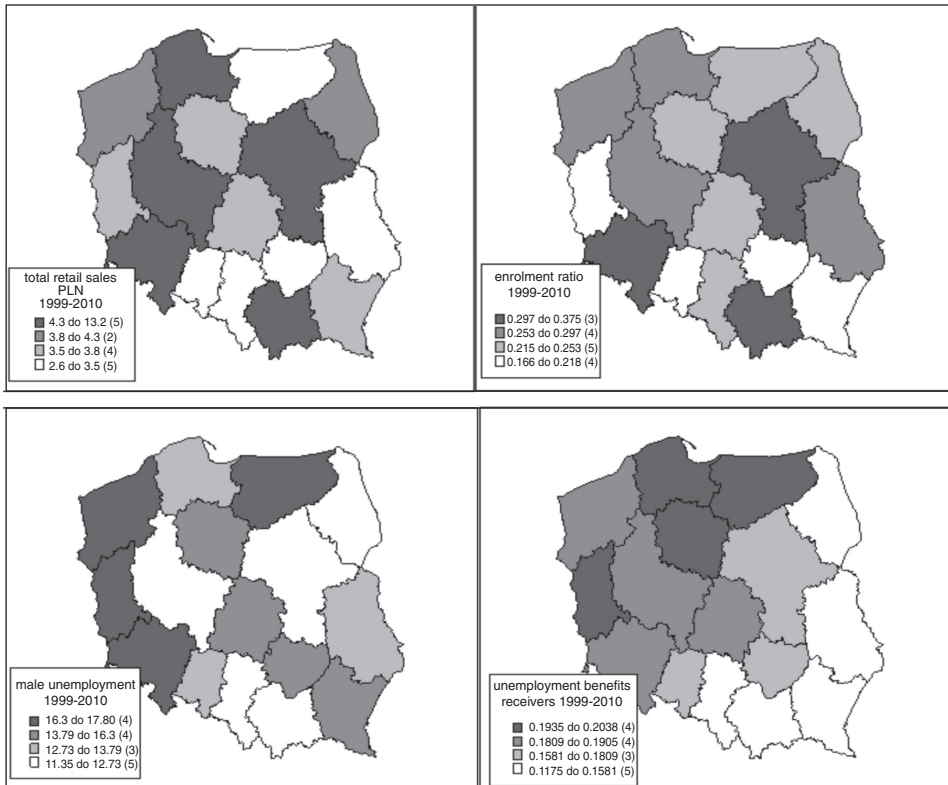 total retail sales
PLN
1999-2010
4.3 do 13.2 (5)
3.8 do 4.3 (2)
3.5 do 3.8 (4)
2.6 do 3.5 (5)
enrolment ratio
1999-2010
0.297 do 0.375 (3)
0.253 do 0.297 (4)
0.215 do 0.253 (5)
0.166 do 0.218 (4)
male unemployment
1999-2010
16.3 do 17.80 (4)
13.79 do 16.3 (4)
12.73 do 13.79 (3)
11.35 do 12.73 (5)
unemployment benefits
receivers 1999-2010
0.1935 do 0.2038 (4)
0.1809 do 0.1905 (4)
0.1581 do 0.1809 (3)
0.1175 do 0.1581 (5)